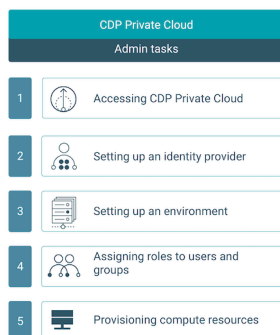 CDP Private Cloud
Admin tasks
1
Accessing CDP Private Cloud
2
Setting up an identity provider
3
Setting up an environment
4
Assigning roles to users and
groups
5
Provisioning compute resources